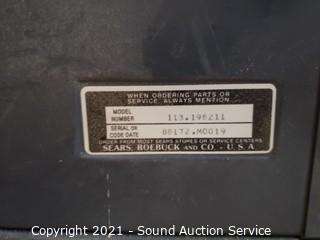 WHEN ORDERING PARTS OR
SERVICE, ALWAYS MENTION
MODEL
NUMBER 113.198211
SERIAL OR
CODE DATE 88172.M0019
ORDER FROM MOST SEARS STORES OR SERVICE CENTERS
SEARS, ROEBUCK AND CO. - U.S.A
Copyright 2021 - Sound Auction Service